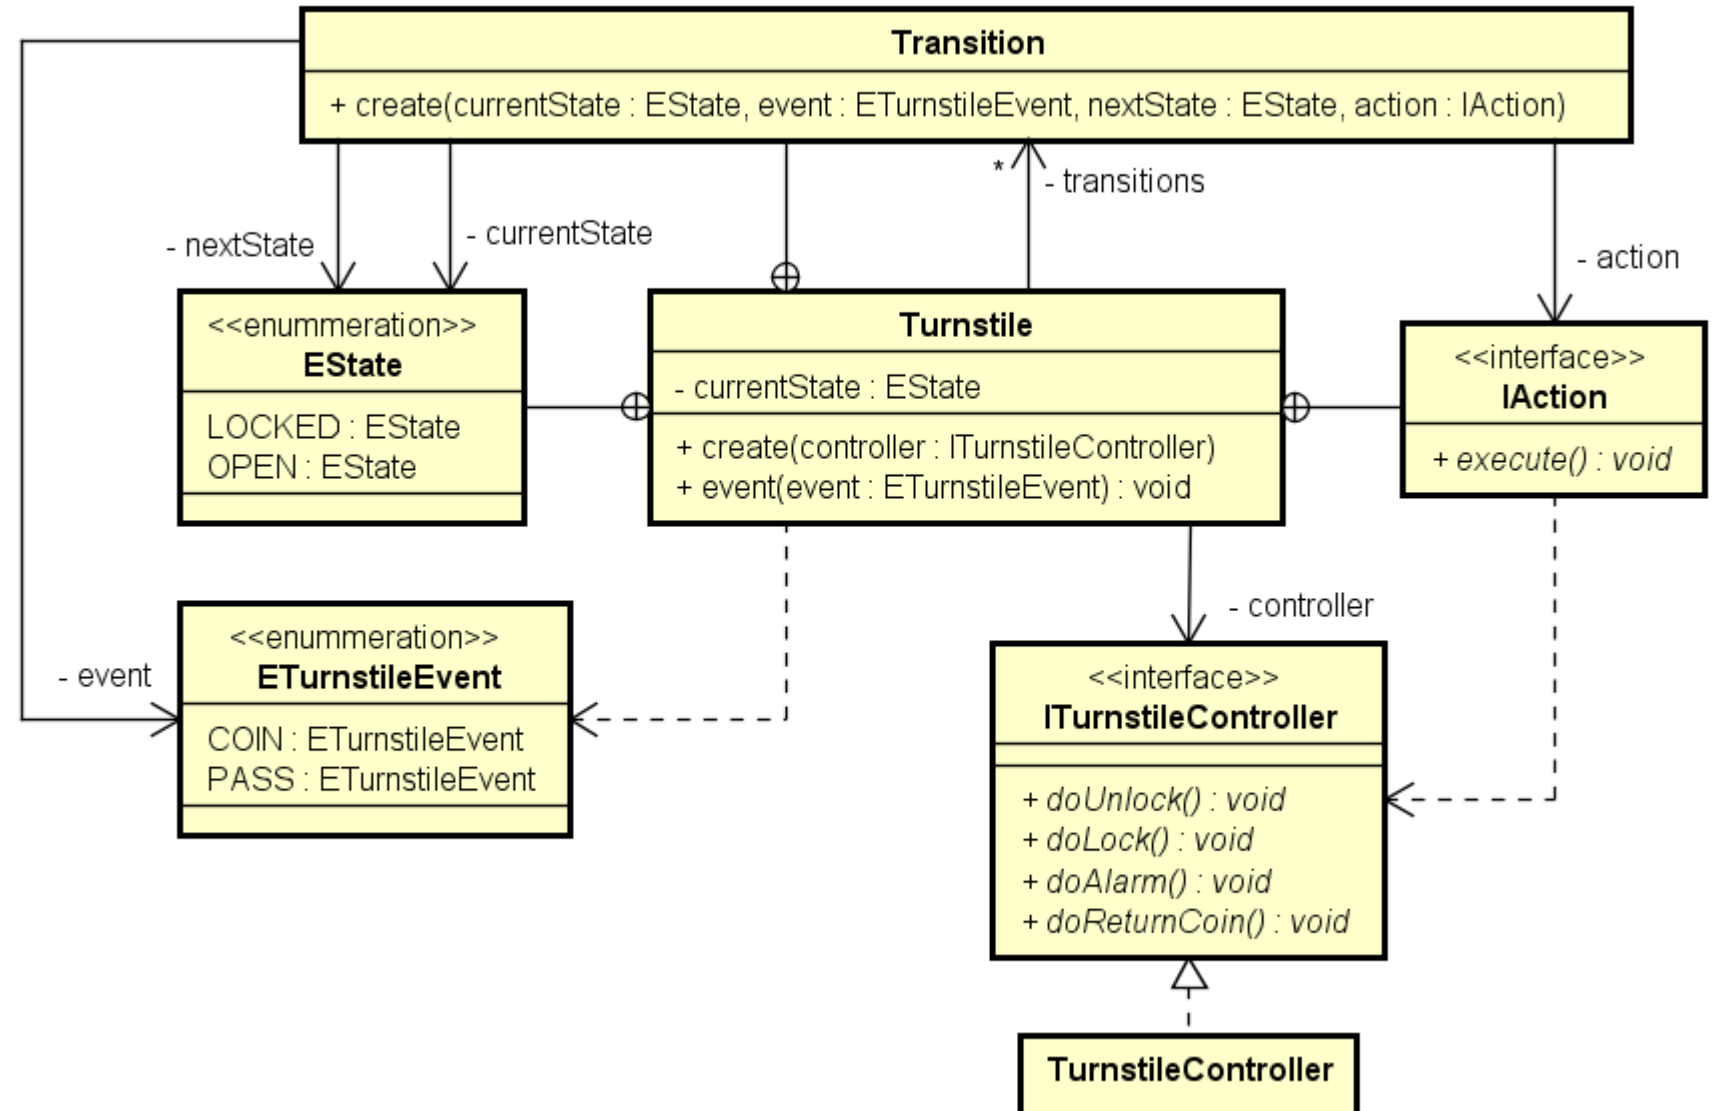 Transition
+ create(currentState : EState, event : ETurnstileEvent, nextState : EState, action : IAction)
*
- transitions
- nextState
- currentState
- action
<<enummeration>>
EState
LOCKED : EState
OPEN : EState
Turnstile
- currentState : EState
+ create(controller : ITurnstileController)
+ event(event : ETurnstileEvent) : void
<<interface>>
IAction
+ execute() : void
- event
<<enummeration>>
ETurnstileEvent
COIN : ETurnstileEvent
PASS : ETurnstileEvent
- controller
<<interface>>
ITurnstileController
+ doUnlock() : void
+ doLock() : void
+ doAlarm() : void
+ doReturnCoin() : void
TurnstileController